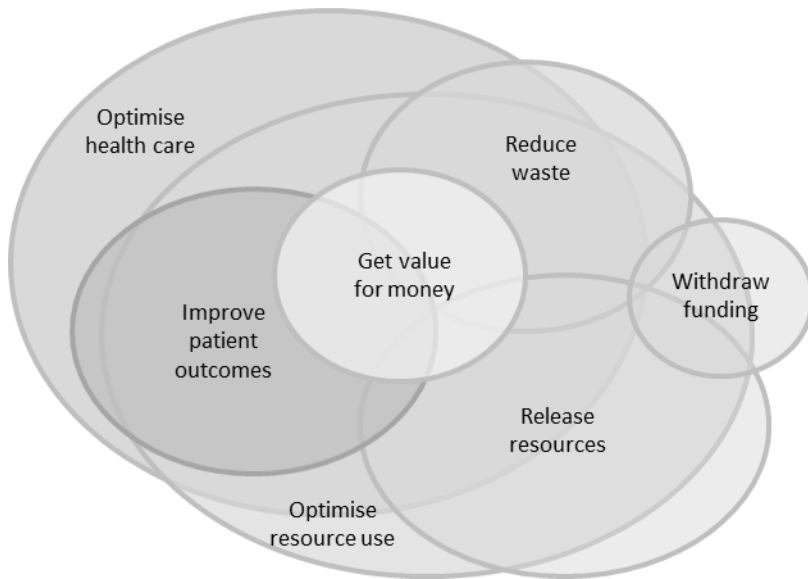 Optimise
health care
Reduce
waste
Get value
for money
Withdraw
funding
Improve
patient
outcomes
Release
resources
Optimise
resource use